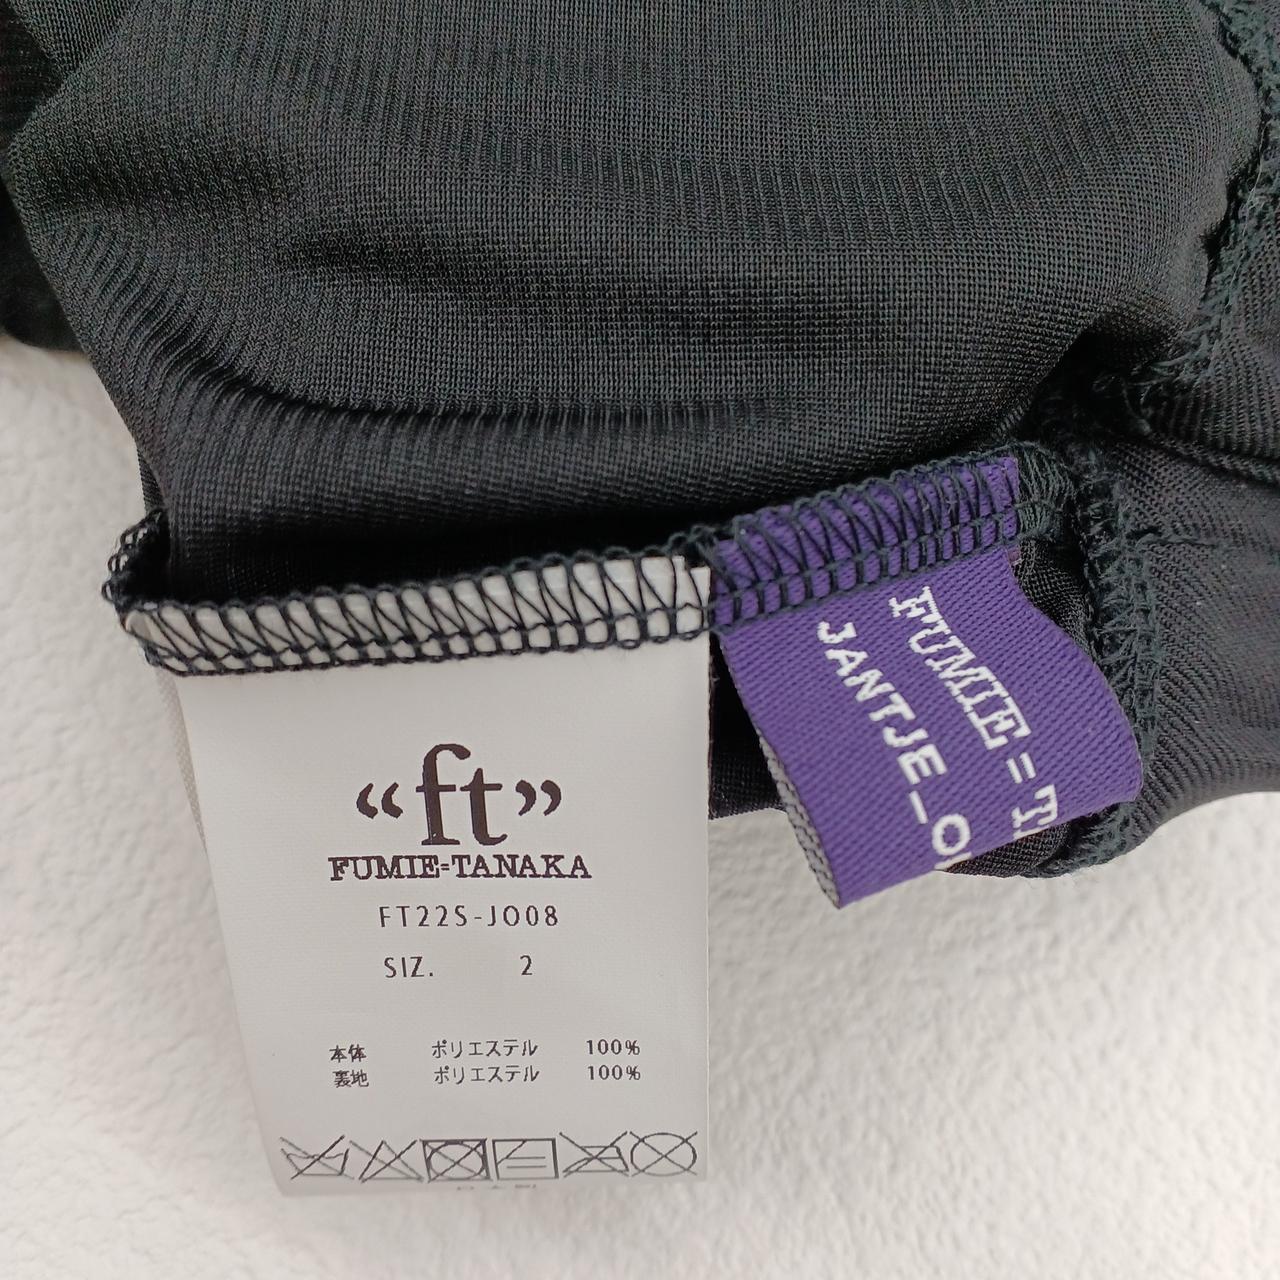 “ft”
FUMIE=TANAKA
FT22S-JO08
SIZ. 2
本体 ポリエステル 100%
裏地 ポリエステル 100%
FUMIE=T
JANTJE_O